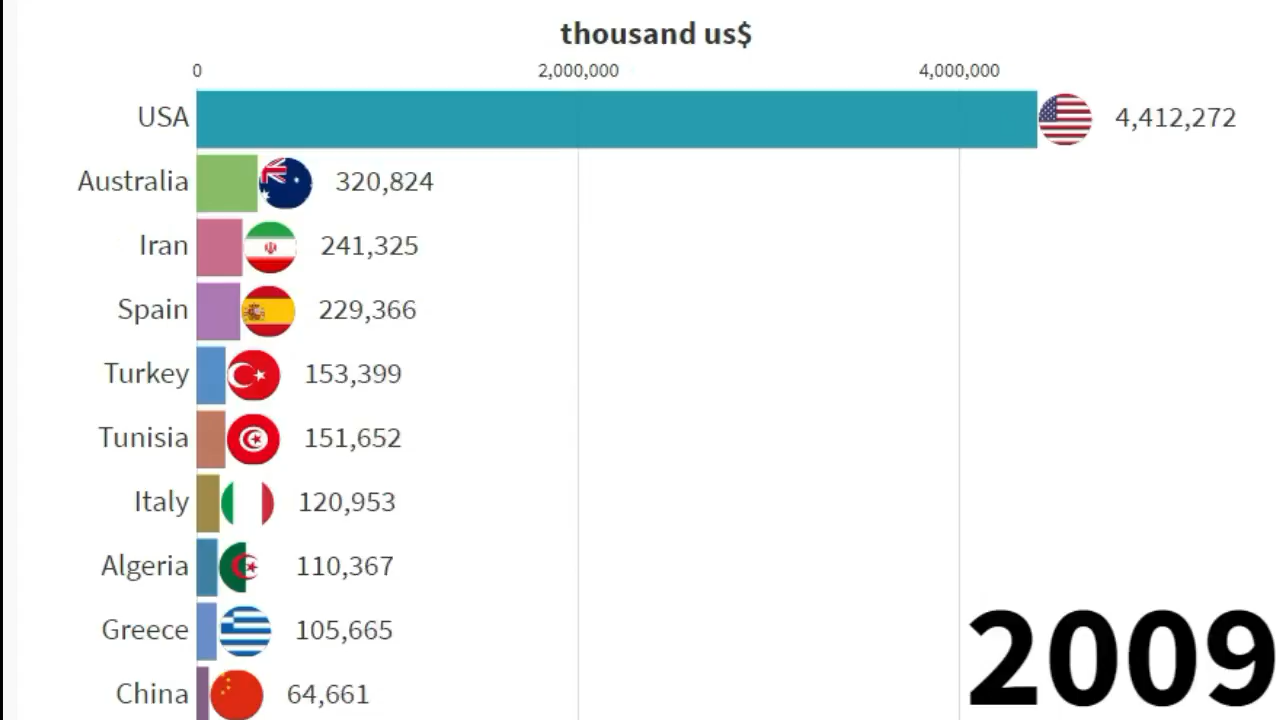 thousand us$
0 2,000,000 4,000,000
USA 4,412,272
Australia 320,824
Iran 241,325
Spain 229,366
Turkey 153,399
Tunisia 151,652
Italy 120,953
Algeria 110,367
Greece 105,665
China 64,661
2009